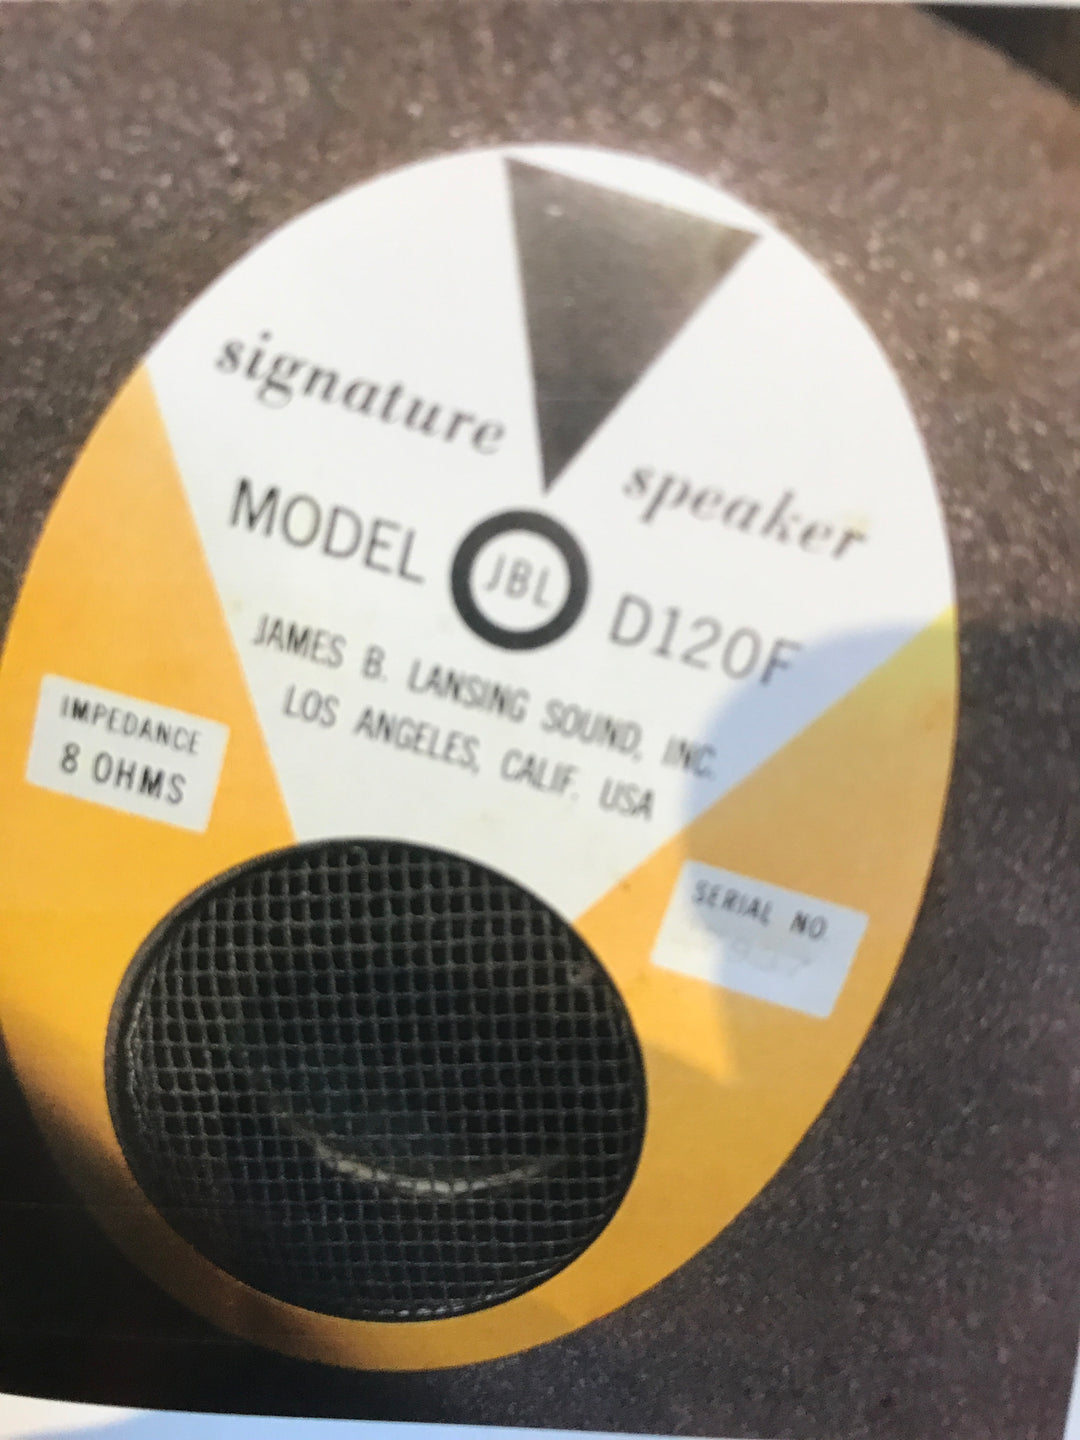 signature speaker
MODEL JBL D120F
JAMES B. LANSING SOUND, INC.
LOS ANGELES, CALIF. USA
IMPEDANCE
8 OHMS
SERIAL NO.